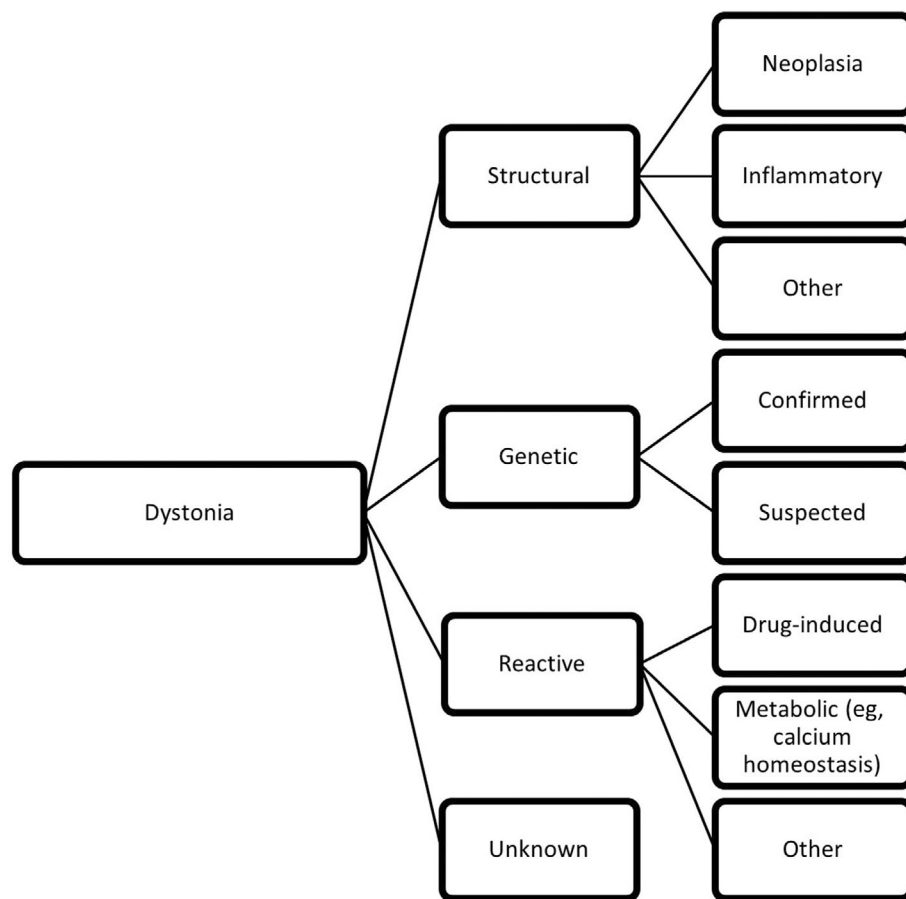 Dystonia
Structural
Neoplasia
Inflammatory
Other
Genetic
Confirmed
Suspected
Reactive
Drug-induced
Metabolic (eg,
calcium
homeostasis)
Other
Unknown